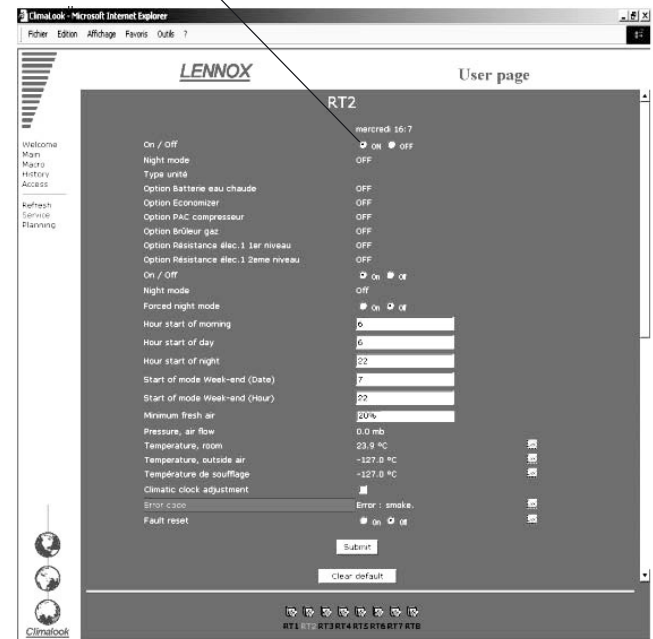 ClimaLook - Microsoft Internet Explorer
Fichier Edition Affichage Favoris Outils ?
LENNOX
User page
RT2
mercredi 16:7
Welcome
Main
Macro
History
Access
Refresh
Service
Planning
On / Off ON OFF
Night mode OFF
Type unité
Option Batterie eau chaude OFF
Option Economizer OFF
Option PAC compresseur OFF
Option Brûleur gaz OFF
Option Résistance élec.1 1er niveau OFF
Option Résistance élec.1 2eme niveau OFF
On / Off On Off
Night mode Off
Forced night mode On Off
Hour start of morning 6
Hour start of day 6
Hour start of night 22
Start of mode Week-end (Date) 7
Start of mode Week-end (Hour) 22
Minimum fresh air 20%
Pressure, air flow 0.0 mb
Temperature, room 23.9 ºC
Temperature, outside air -127.0 ºC
Température de soufflage -127.0 ºC
Climatic clock adjustment
Error code Error : smoke.
Fault reset On Off
Submit
Clear default
RT1 RT2 RT3 RT4 RT5 RT6 RT7 RT8
Climalook